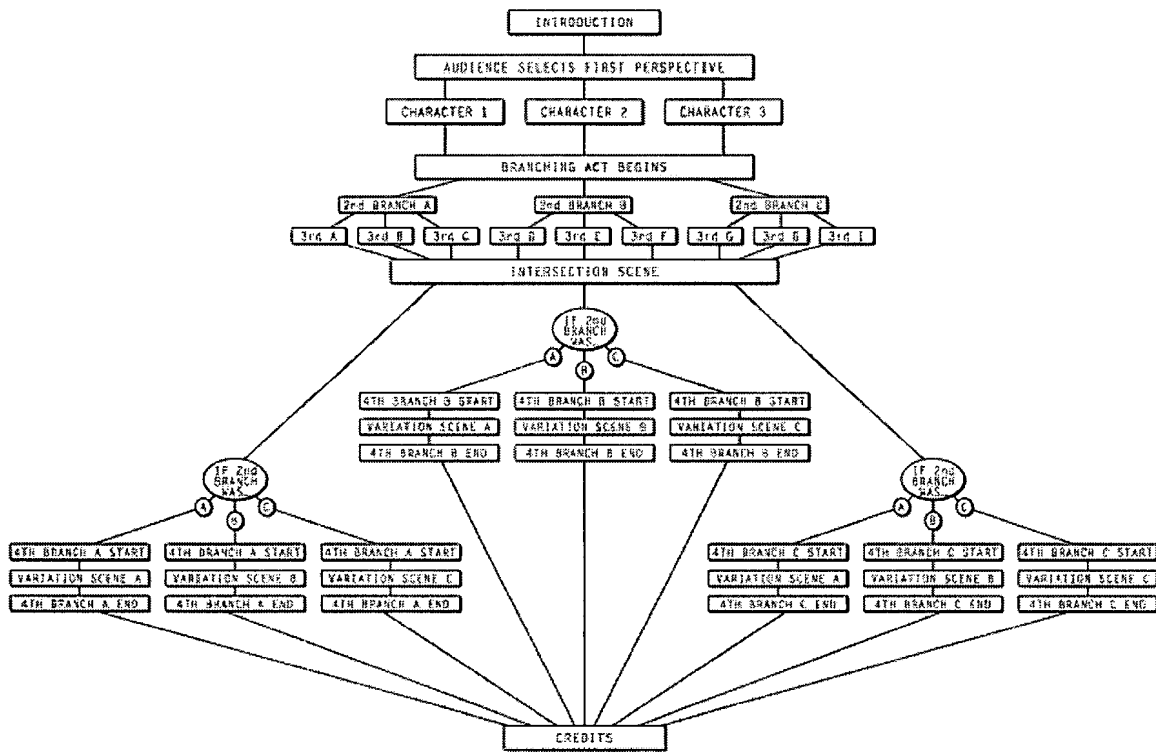 INTRODUCTION
AUDIENCE SELECTS FIRST PERSPECTIVE
CHARACTER 1 CHARACTER 2 CHARACTER 3
BRANCHING ACT BEGINS
2nd BRANCH A 2nd BRANCH B 2nd BRANCH C
3rd A 3rd B 3rd C 3rd D 3rd E 3rd F 3rd G 3rd I
INTERSECTION SCENE
IF 2nd
BRANCH
WAS…
A B C
4TH BRANCH B START 4TH BRANCH B START 4TH BRANCH B START
VARIATION SCENE A VARIATION SCENE B VARIATION SCENE C
4TH BRANCH B END 4TH BRANCH B END 4TH BRANCH B END
IF 2nd
BRANCH
WAS…
A B C
4TH BRANCH A START 4TH BRANCH A START 4TH BRANCH A START
VARIATION SCENE A VARIATION SCENE B VARIATION SCENE C
4TH BRANCH A END 4TH BRANCH A END 4TH BRANCH A END
IF 2nd
BRANCH
WAS…
A B C
4TH BRANCH C START 4TH BRANCH C START 4TH BRANCH C START
VARIATION SCENE A VARIATION SCENE B VARIATION SCENE C
4TH BRANCH C END 4TH BRANCH C END 4TH BRANCH C END
CREDITS